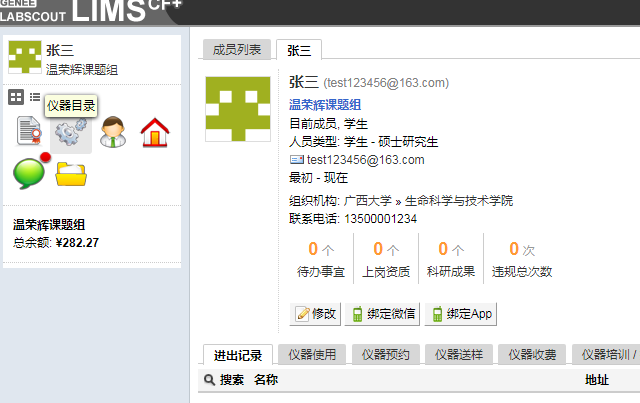 GENEE
LABSCOUT LIMS CF+
张三
温荣辉课题组
仪器目录
温荣辉课题组
总余额: ¥282.27
成员列表 张三
张三 (test123456@163.com)
温荣辉课题组
目前成员, 学生
人员类型: 学生 - 硕士研究生
test123456@163.com
最初 - 现在
组织机构: 广西大学 » 生命科学与技术学院
联系电话: 13500001234
0 个 0 个 0 个 0 次
待办事宜 上岗资质 科研成果 违规总次数
修改 绑定微信 绑定App
进出记录 仪器使用 仪器预约 仪器送样 仪器收费 仪器培训 /
搜索 名称 地址